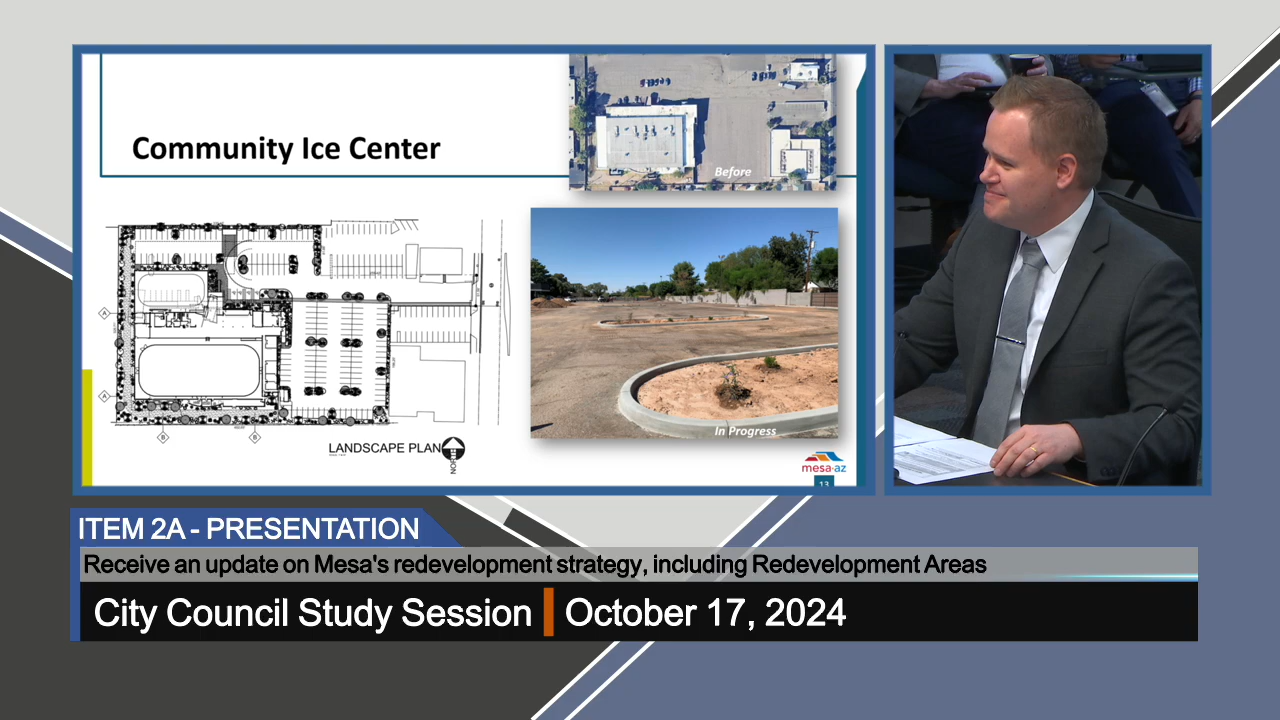 Community Ice Center
Before
A
A
B
B
LANDSCAPE PLAN
NOR
In Progress
mesa·az
13
ITEM 2A - PRESENTATION
Receive an update on Mesa's redevelopment strategy, including Redevelopment Areas
City Council Study Session
October 17, 2024